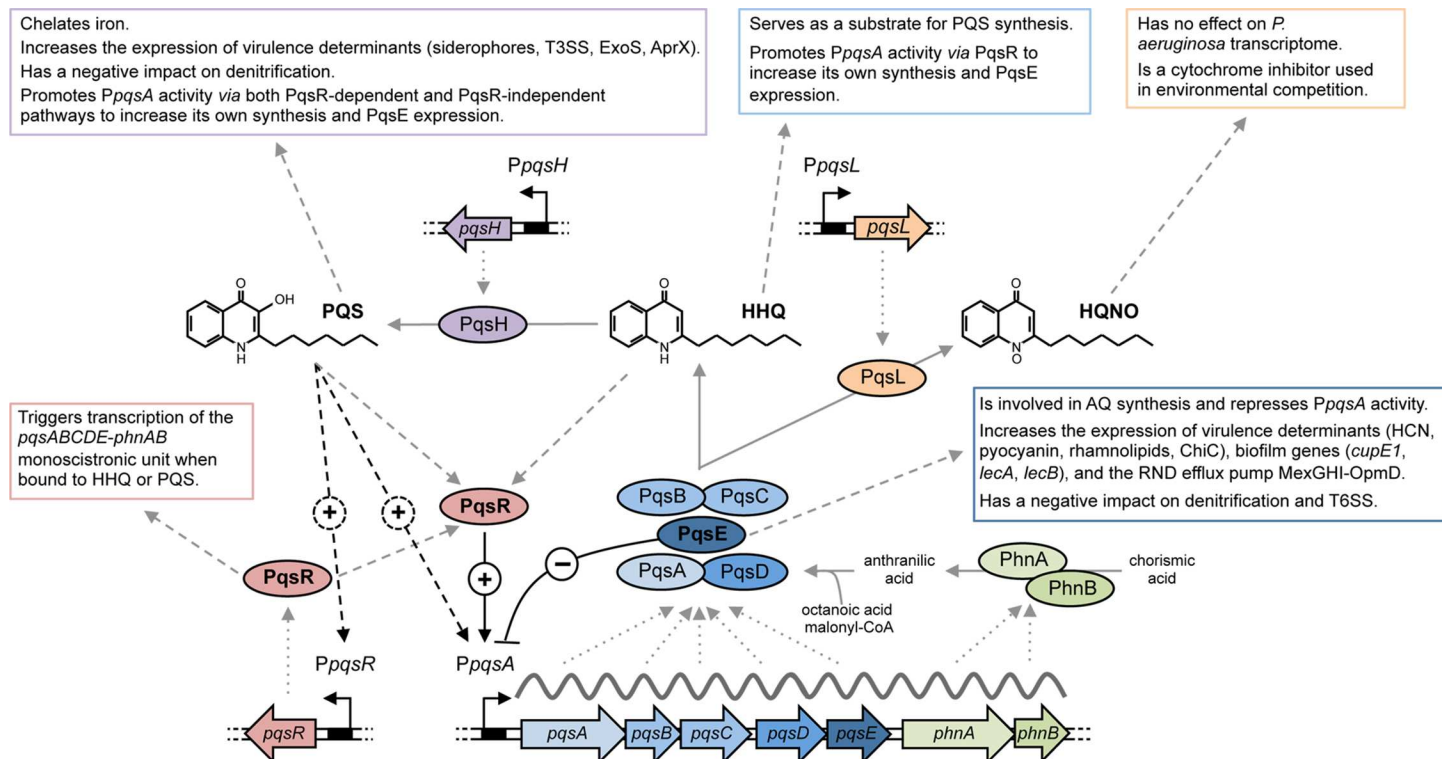 Chelates iron.
Increases the expression of virulence determinants (siderophores, T3SS, ExoS, AprX).
Has a negative impact on denitrification.
Promotes PpqsA activity via both PqsR-dependent and PqsR-independent
pathways to increase its own synthesis and PqsE expression.
Serves as a substrate for PQS synthesis.
Promotes PpqsA activity via PqsR to
increase its own synthesis and PqsE
expression.
Has no effect on P.
aeruginosa transcriptome.
Is a cytochrome inhibitor used
in environmental competition.
PpqsH
pqsH
PpqsL
pqsL
O
OH
N
H
PQS
PqsH
O
N
H
HHQ
PqsL
O
N
O
HQNO
Triggers transcription of the
pqsABCDE-phnAB
monoscistronic unit when
bound to HHQ or PQS.
Is involved in AQ synthesis and represses PpqsA activity.
Increases the expression of virulence determinants (HCN,
pyocyanin, rhamnolipids, ChiC), biofilm genes (cupE1,
lecA, lecB), and the RND efflux pump MexGHI-OpmD.
Has a negative impact on denitrification and T6SS.
+
+
PqsR
PqsR
+
−
PqsB
PqsC
PqsE
PqsA
PqsD
anthranilic
acid
octanoic acid
malonyl-CoA
PhnA
PhnB
chorismic
acid
PpqsR
pqsR
PpqsA
pqsA
pqsB
pqsC
pqsD
pqsE
phnA
phnB